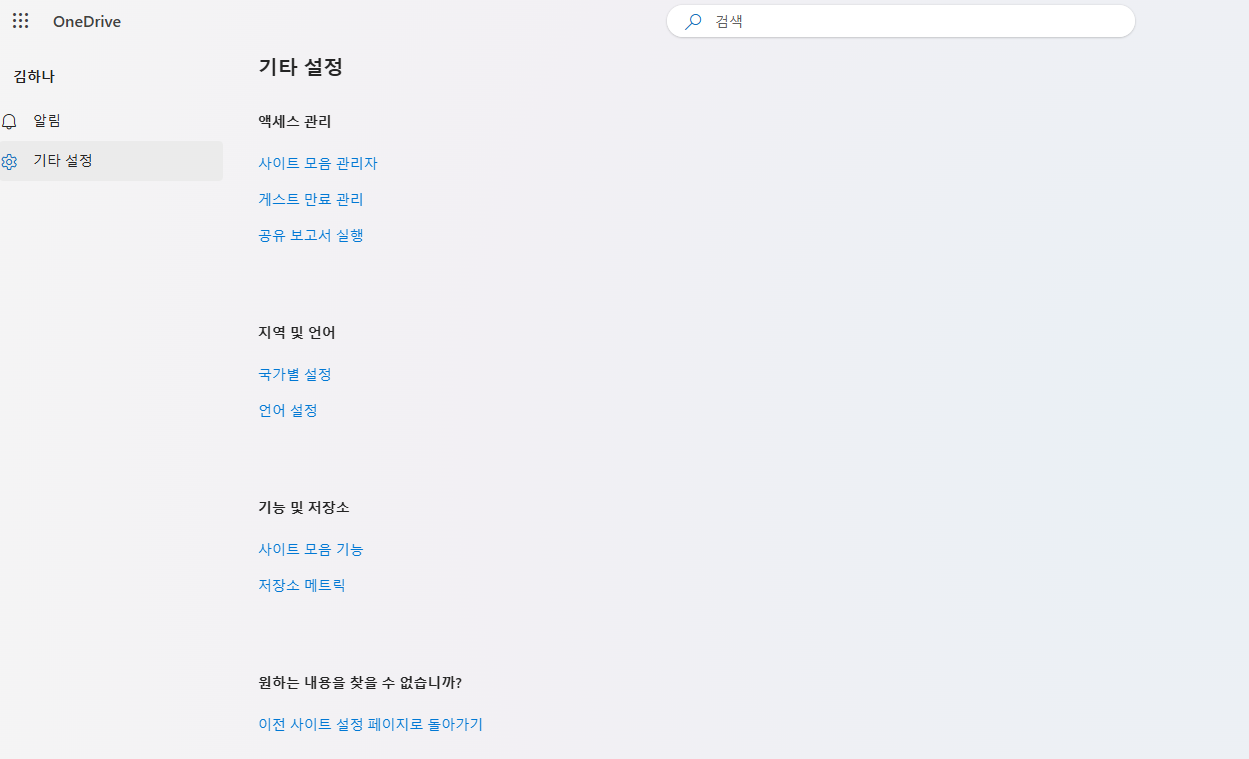 OneDrive
검색
김하나
알림
기타 설정
기타 설정
액세스 관리
사이트 모음 관리자
게스트 만료 관리
공유 보고서 실행
지역 및 언어
국가별 설정
언어 설정
기능 및 저장소
사이트 모음 기능
저장소 메트릭
원하는 내용을 찾을 수 없습니까?
이전 사이트 설정 페이지로 돌아가기